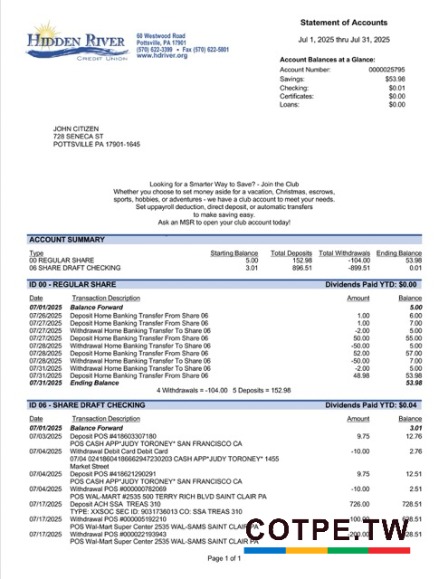 HIDDEN RIVER
CREDIT UNION
60 Westwood Road
Pottsville, PA 17901
(570) 622-3399 • Fax (570) 622-5801
www.hdriver.org
Statement of Accounts
Jul 1, 2025 thru Jul 31, 2025
Account Balances at a Glance:
Account Number: 0000025795
Savings: $53.98
Checking: $0.01
Certificates: $0.00
Loans: $0.00
JOHN CITIZEN
728 SENECA ST
POTTSVILLE PA 17901-1645
Looking for a Smarter Way to Save? - Join the Club
Whether you choose to set money aside for a vacation, Christmas, escrows,
sports, hobbies, or adventures - we have a club account to meet your needs.
Set uppayroll deduction, direct deposit, or automatic transfers
to make saving easy.
Ask an MSR to open your club account today!
ACCOUNT SUMMARY
Type Starting Balance Total Deposits Total Withdrawals Ending Balance
00 REGULAR SHARE 5.00 152.98 -104.00 53.98
06 SHARE DRAFT CHECKING 3.01 896.51 -899.51 0.01
ID 00 - REGULAR SHARE Dividends Paid YTD: $0.00
Date Transaction Description Amount Balance
07/01/2025 Balance Forward 5.00
07/26/2025 Deposit Home Banking Transfer From Share 06 1.00 6.00
07/27/2025 Deposit Home Banking Transfer From Share 06 1.00 7.00
07/27/2025 Withdrawal Home Banking Transfer To Share 06 -2.00 5.00
07/27/2025 Deposit Home Banking Transfer From Share 06 50.00 55.00
07/28/2025 Withdrawal Home Banking Transfer To Share 06 -50.00 5.00
07/28/2025 Deposit Home Banking Transfer From Share 06 52.00 57.00
07/28/2025 Withdrawal Home Banking Transfer To Share 06 -50.00 7.00
07/31/2025 Withdrawal Home Banking Transfer To Share 06 -2.00 5.00
07/31/2025 Deposit Home Banking Transfer From Share 06 48.98 53.98
07/31/2025 Ending Balance 53.98
4 Withdrawals = -104.00 5 Deposits = 152.98
ID 06 - SHARE DRAFT CHECKING Dividends Paid YTD: $0.04
Date Transaction Description Amount Balance
07/01/2025 Balance Forward 3.01
07/03/2025 Deposit POS #418603307180 9.75 12.76
POS CASH APP*JUDY TORONEY* SAN FRANCISCO CA
07/04/2025 Withdrawal Debit Card Debit Card -10.00 2.76
07/04 024186041866629472302​03 CASH APP*JUDY TORONEY* 1455
Market Street
07/04/2025 Deposit POS #418621290291 9.75 12.51
POS CASH APP*JUDY TORONEY* SAN FRANCISCO CA
07/04/2025 Withdrawal POS #000000782069 -10.00 2.51
POS WAL-MART #2535 500 TERRY RICH BLVD SAINT CLAIR PA
07/17/2025 Deposit ACH SSA TREAS 310 726.00 728.51
TYPE: XXSOC SEC ID: 9031736013 CO: SSA TREAS 310
07/17/2025 Withdrawal POS #000005192210
POS Wal-Mart Super Center 2535 WAL-SAMS SAINT CLAIR
07/17/2025 Withdrawal POS #000022193943
POS Wal-Mart Super Center 2535 WAL-SAMS SAINT CLAIR PA
COTPE.TW
Page 1 of 1